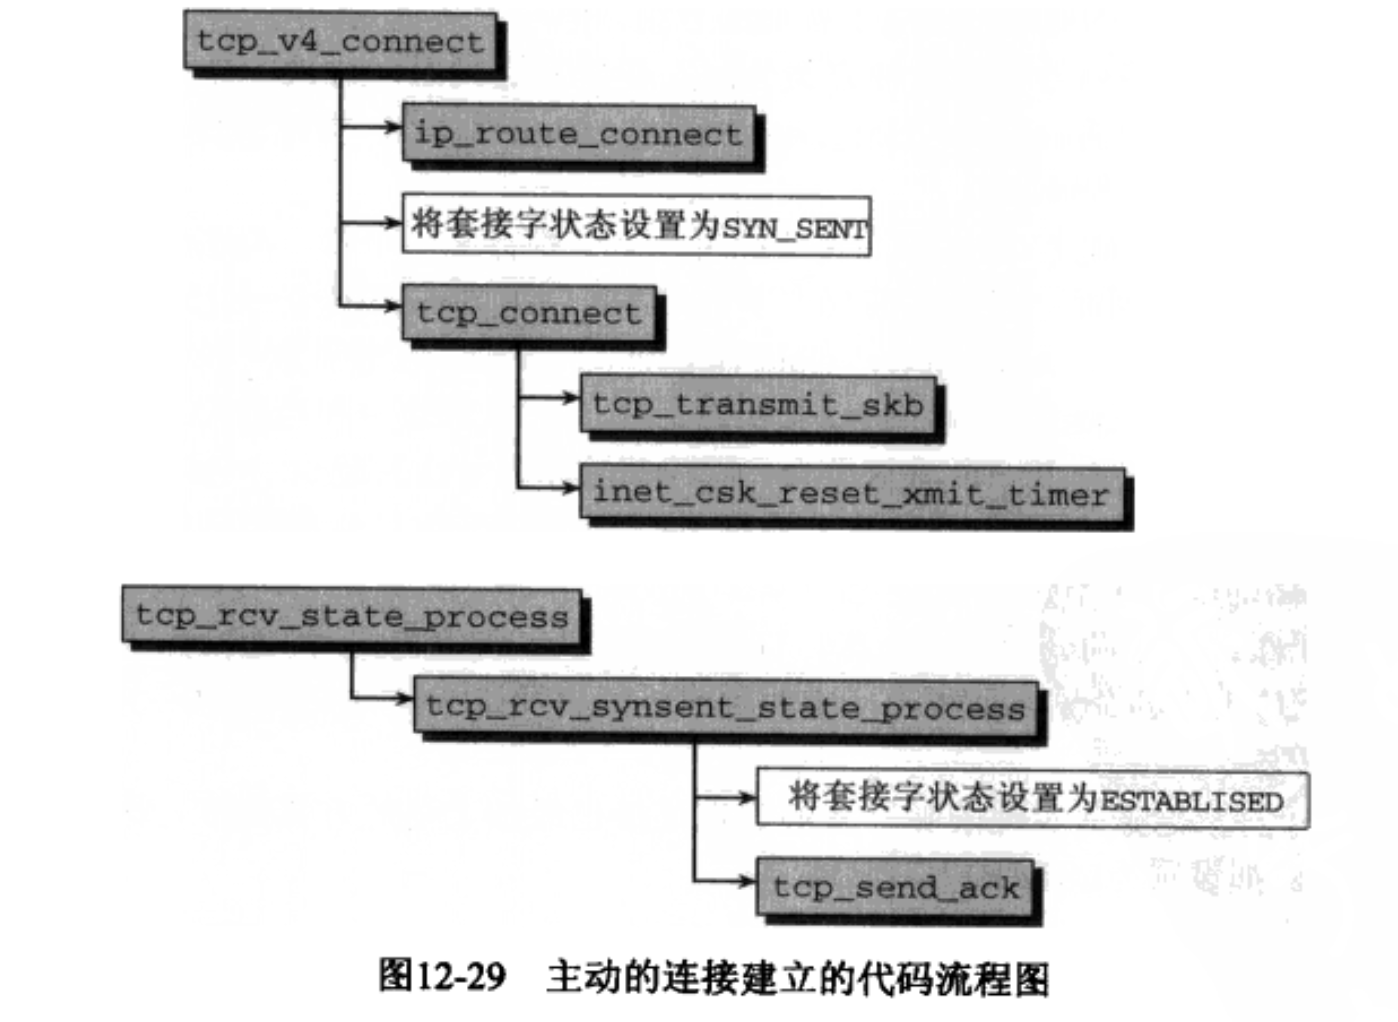 tcp_v4_connect
ip_route_connect
将套接字状态设置为SYN_SENT
tcp_connect
tcp_transmit_skb
inet_csk_reset_xmit_timer
tcp_rcv_state_process
tcp_rcv_synsent_state_process
将套接字状态设置为ESTABLISED
tcp_send_ack
图12-29 主动的连接建立的代码流程图